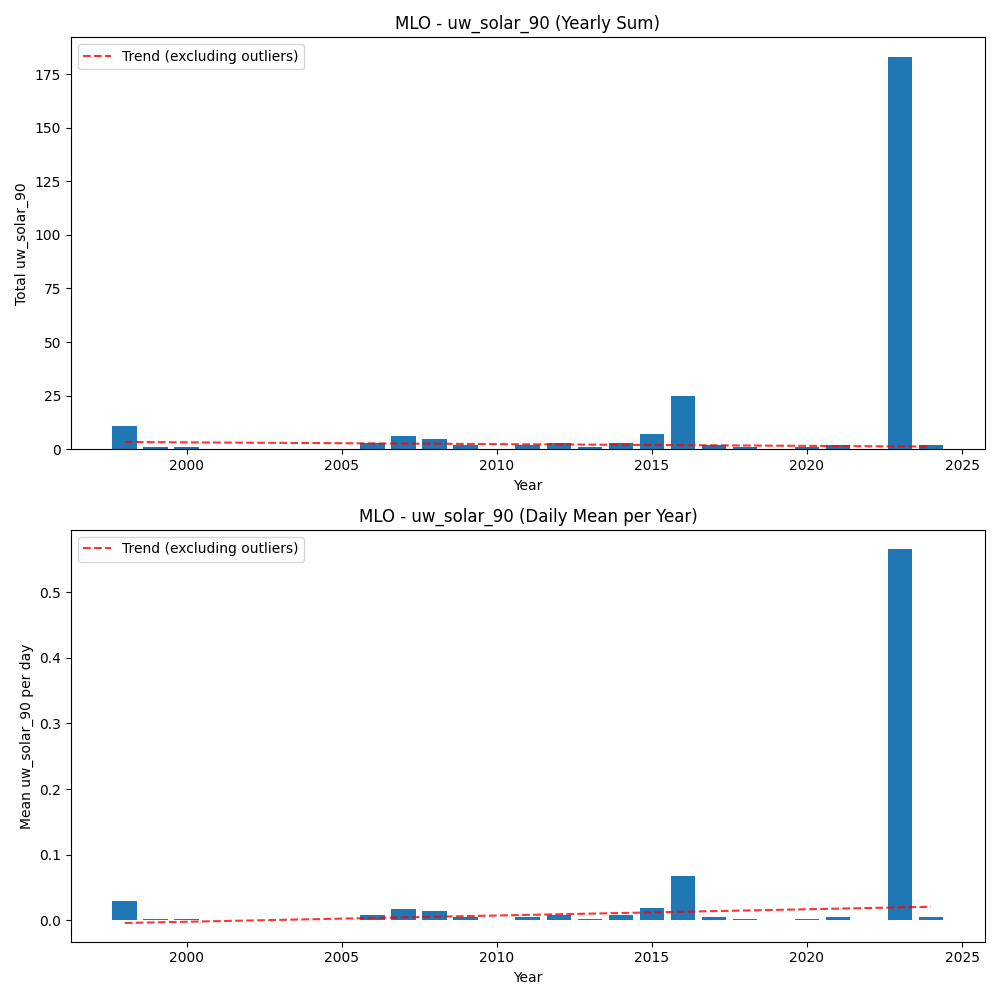 MLO - uw_solar_90 (Yearly Sum)
Trend (excluding outliers)
Total uw_solar_90
175
150
125
100
75
50
25
0
2000 2005 2010 2015 2020 2025
Year
MLO - uw_solar_90 (Daily Mean per Year)
Trend (excluding outliers)
Mean uw_solar_90 per day
0.5
0.4
0.3
0.2
0.1
0.0
2000 2005 2010 2015 2020 2025
Year